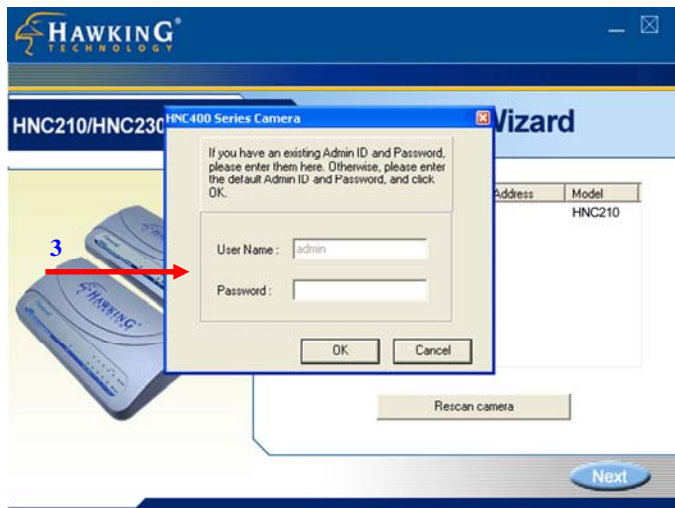 HAWKING
TECHNOLOGY
HNC210/HNC230
Wizard
HNC400 Series Camera
If you have an existing Admin ID and Password,
please enter them here. Otherwise, please enter
the default Admin ID and Password, and click
OK.
Address
Model
HNC210
3
User Name :
admin
Password :
OK
Cancel
HAWKING
Rescan camera
Next